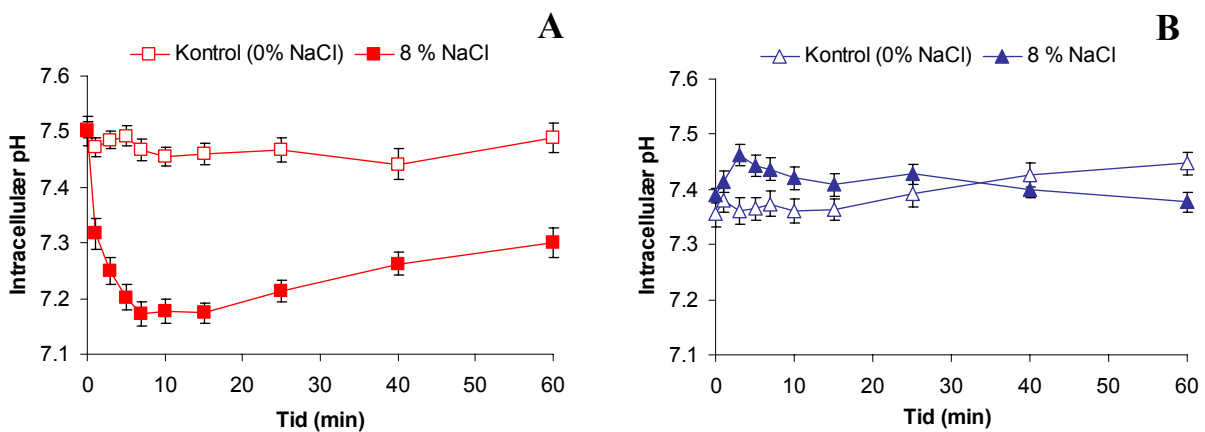 A
Kontrol (0% NaCl) 8 % NaCl
7.6
7.5
7.4
7.3
7.2
7.1
Intracellulær pH
0 10 20 30 40 50 60
Tid (min)
B
Kontrol (0% NaCl) 8 % NaCl
7.6
7.5
7.4
7.3
7.2
7.1
Intracellulær pH
0 10 20 30 40 50 60
Tid (min)